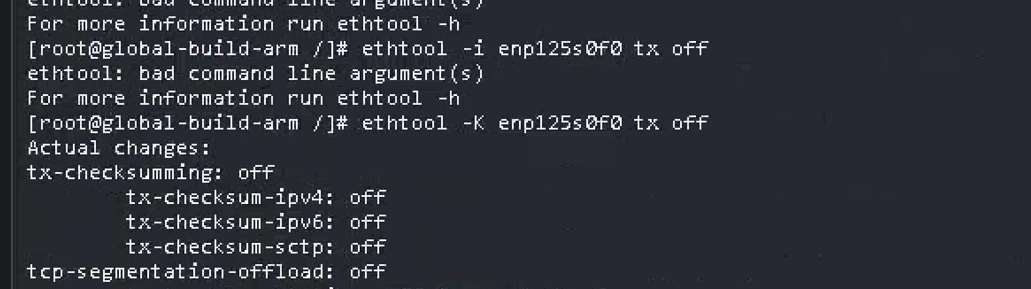 ethtool: bad command line argument(s)
For more information run ethtool -h
[root@global-build-arm /]# ethtool -i enp125s0f0 tx off
ethtool: bad command line argument(s)
For more information run ethtool -h
[root@global-build-arm /]# ethtool -K enp125s0f0 tx off
Actual changes:
tx-checksumming: off
tx-checksum-ipv4: off
tx-checksum-ipv6: off
tx-checksum-sctp: off
tcp-segmentation-offload: off